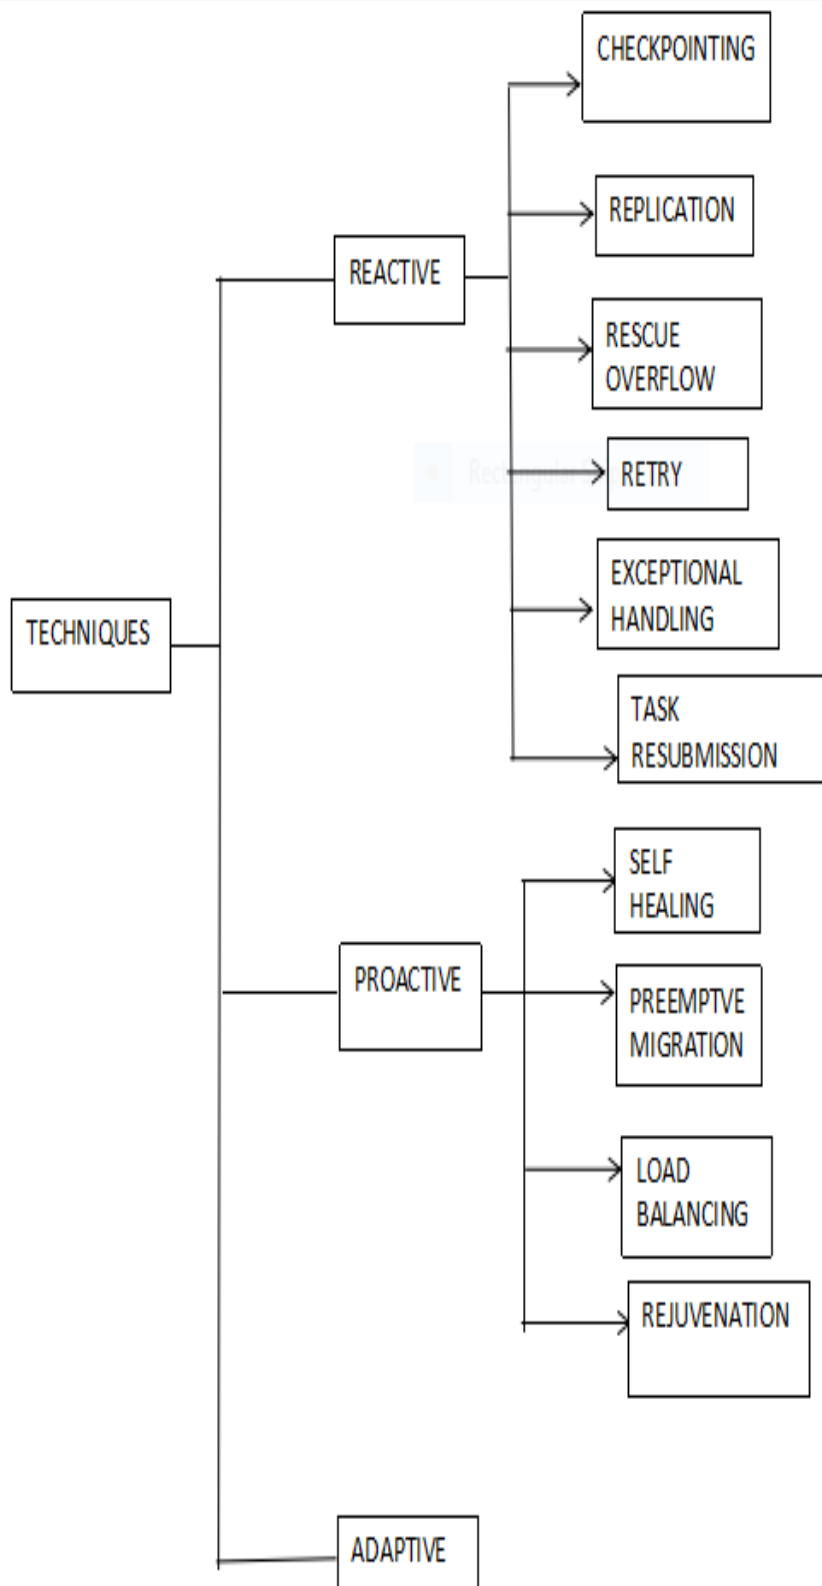 CHECKPOINTING
REPLICATION
REACTIVE
RESCUE
OVERFLOW
RETRY
EXCEPTIONAL
HANDLING
TECHNIQUES
TASK
RESUBMISSION
SELF
HEALING
PROACTIVE
PREEMPTVE
MIGRATION
LOAD
BALANCING
REJUVENATION
ADAPTIVE